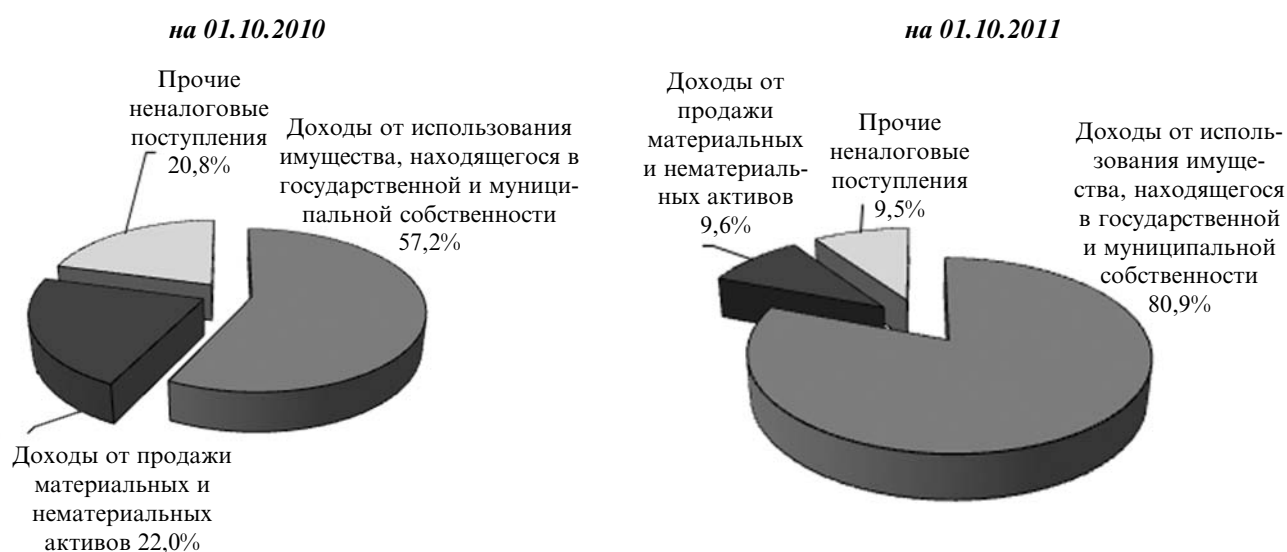 на 01.10.2010
Прочие
неналоговые
поступления
20,8%
Доходы от использования
имущества, находящегося в
государственной и муници-
пальной собственности
57,2%
Доходы от продажи
материальных и
нематериальных
активов 22,0%
на 01.10.2011
Доходы от
продажи
материальных
и нематериаль-
ных активов
9,6%
Прочие
неналоговые
поступления
9,5%
Доходы от исполь-
зования имуще-
ства, находящегося
в государственной
и муниципальной
собственности
80,9%